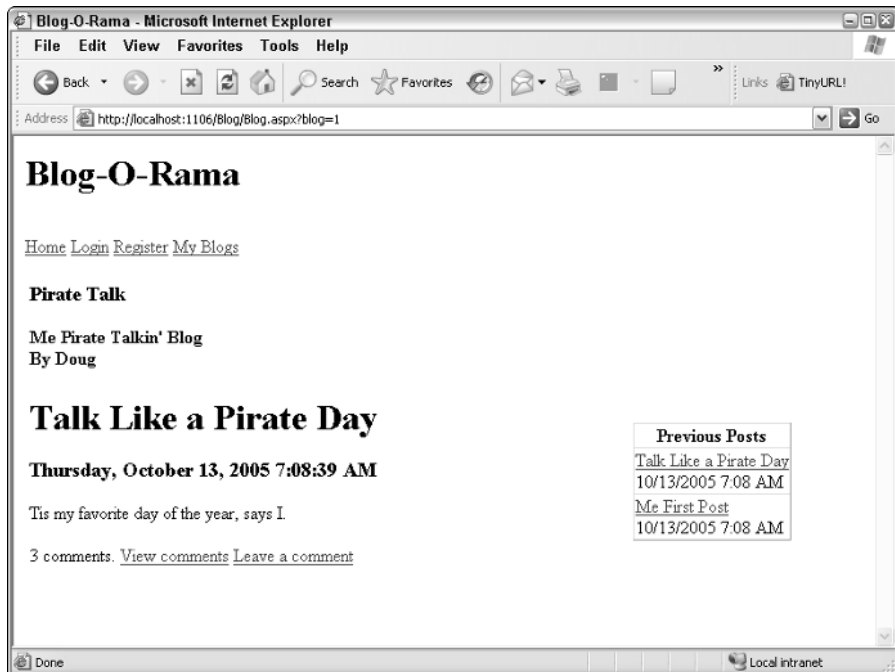 Blog-O-Rama - Microsoft Internet Explorer
File Edit View Favorites Tools Help
Back Search Favorites » Links TinyURL!
Address http://localhost:1106/Blog/Blog.aspx?blog=1 Go
Blog-O-Rama
Home Login Register My Blogs
Pirate Talk
Me Pirate Talkin' Blog
By Doug
Talk Like a Pirate Day
Thursday, October 13, 2005 7:08:39 AM
Tis my favorite day of the year, says I.
3 comments. View comments Leave a comment
Previous Posts
Talk Like a Pirate Day
10/13/2005 7:08 AM
Me First Post
10/13/2005 7:08 AM
Done Local intranet